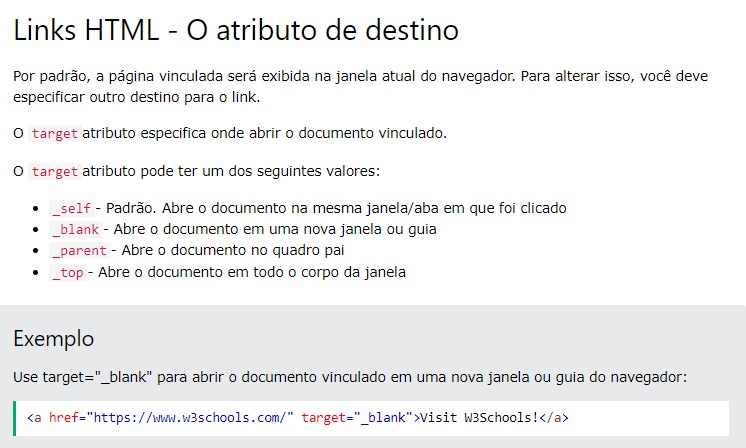 Links HTML - O atributo de destino
Por padrão, a página vinculada será exibida na janela atual do navegador. Para alterar isso, você deve
especificar outro destino para o link.
O target atributo especifica onde abrir o documento vinculado.
O target atributo pode ter um dos seguintes valores:
• _self - Padrão. Abre o documento na mesma janela/aba em que foi clicado
• _blank - Abre o documento em uma nova janela ou guia
• _parent - Abre o documento no quadro pai
• _top - Abre o documento em todo o corpo da janela
Exemplo
Use target="_blank" para abrir o documento vinculado em uma nova janela ou guia do navegador:
<a href="https://www.w3schools.com/" target="_blank">Visit W3Schools!</a>